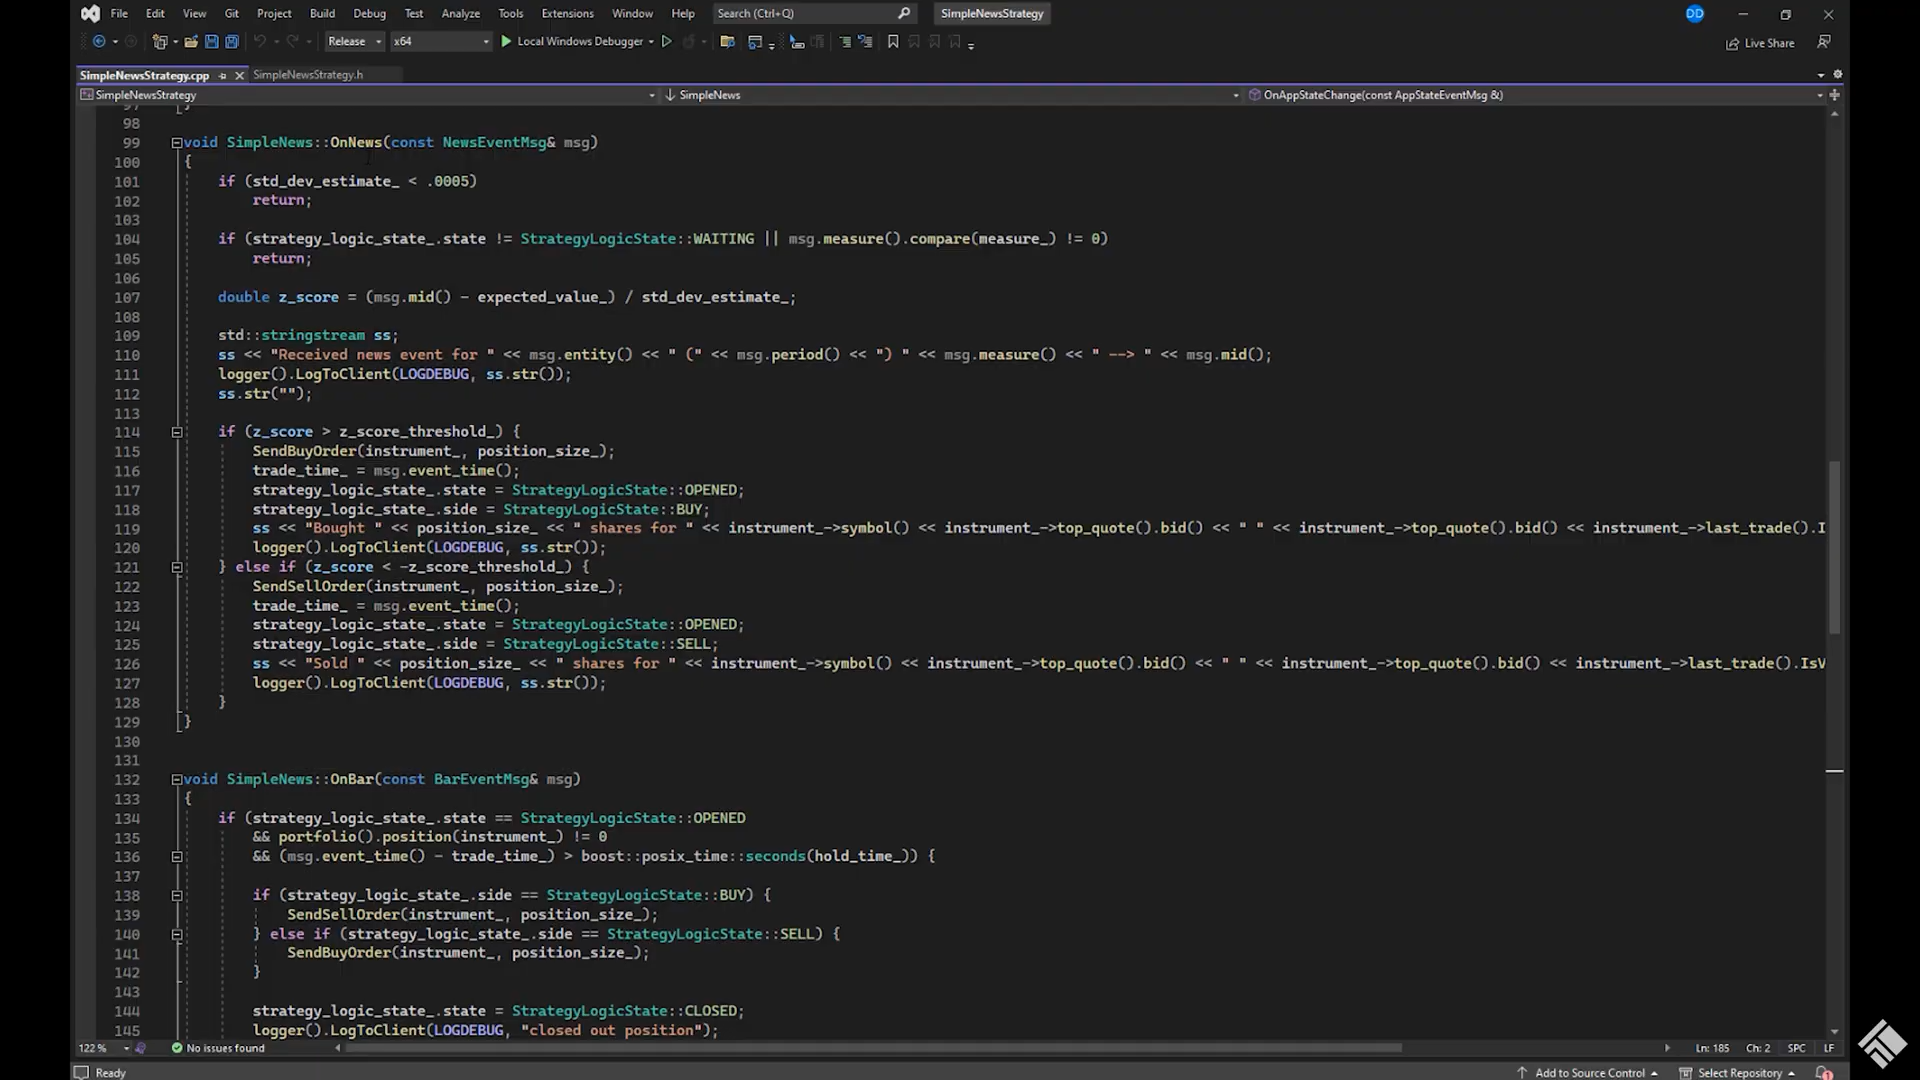 File Edit View Git Project Build Debug Test Analyze Tools Extensions Window Help Search (Ctrl+Q) SimpleNewsStrategy DD
Release x64 Local Windows Debugger Live Share
SimpleNewsStrategy.cpp SimpleNewsStrategy.h
SimpleNewsStrategy SimpleNews OnAppStateChange(const AppStateEventMsg &)
97 }
98
99 void SimpleNews::OnNews(const NewsEventMsg& msg)
100 {
101 if (std_dev_estimate_ < .0005)
102 return;
103
104 if (strategy_logic_state_.state != StrategyLogicState::WAITING || msg.measure().compare(measure_) != 0)
105 return;
106
107 double z_score = (msg.mid() - expected_value_) / std_dev_estimate_;
108
109 std::stringstream ss;
110 ss << "Received news event for " << msg.entity() << " (" << msg.period() << ") " << msg.measure() << " --> " << msg.mid();
111 logger().LogToClient(LOGDEBUG, ss.str());
112 ss.str("");
113
114 if (z_score > z_score_threshold_) {
115 SendBuyOrder(instrument_, position_size_);
116 trade_time_ = msg.event_time();
117 strategy_logic_state_.state = StrategyLogicState::OPENED;
118 strategy_logic_state_.side = StrategyLogicState::BUY;
119 ss << "Bought " << position_size_ << " shares for " << instrument_->symbol() << instrument_->top_quote().bid() << " " << instrument_->top_quote().bid() << instrument_->last_trade().I
120 logger().LogToClient(LOGDEBUG, ss.str());
121 } else if (z_score < -z_score_threshold_) {
122 SendSellOrder(instrument_, position_size_);
123 trade_time_ = msg.event_time();
124 strategy_logic_state_.state = StrategyLogicState::OPENED;
125 strategy_logic_state_.side = StrategyLogicState::SELL;
126 ss << "Sold " << position_size_ << " shares for " << instrument_->symbol() << instrument_->top_quote().bid() << " " << instrument_->top_quote().bid() << instrument_->last_trade().IsV
127 logger().LogToClient(LOGDEBUG, ss.str());
128 }
129 }
130
131
132 void SimpleNews::OnBar(const BarEventMsg& msg)
133 {
134 if (strategy_logic_state_.state == StrategyLogicState::OPENED
135 && portfolio().position(instrument_) != 0
136 && (msg.event_time() - trade_time_) > boost::posix_time::seconds(hold_time_)) {
137
138 if (strategy_logic_state_.side == StrategyLogicState::BUY) {
139 SendSellOrder(instrument_, position_size_);
140 } else if (strategy_logic_state_.side == StrategyLogicState::SELL) {
141 SendBuyOrder(instrument_, position_size_);
142 }
143
144 strategy_logic_state_.state = StrategyLogicState::CLOSED;
145 logger().LogToClient(LOGDEBUG, "closed out position");
122 % No issues found Ln: 185 Ch: 2 SPC LF
Ready Add to Source Control Select Repository 1